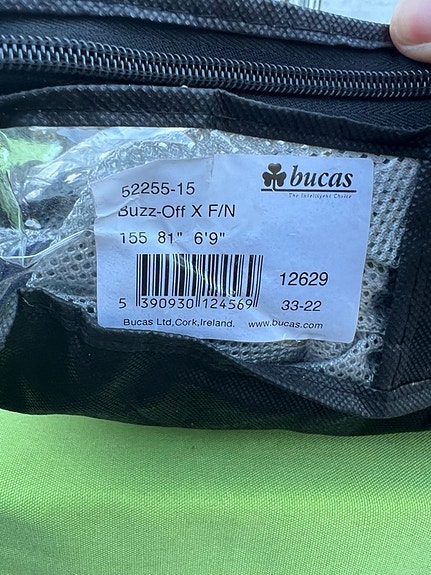 52255-15
Buzz-Off X F/N
155 81" 6'9"
bucas
The Intelligent Choice
5 390930 124569
12629
33-22
Bucas Ltd,Cork,Ireland. www.bucas.com